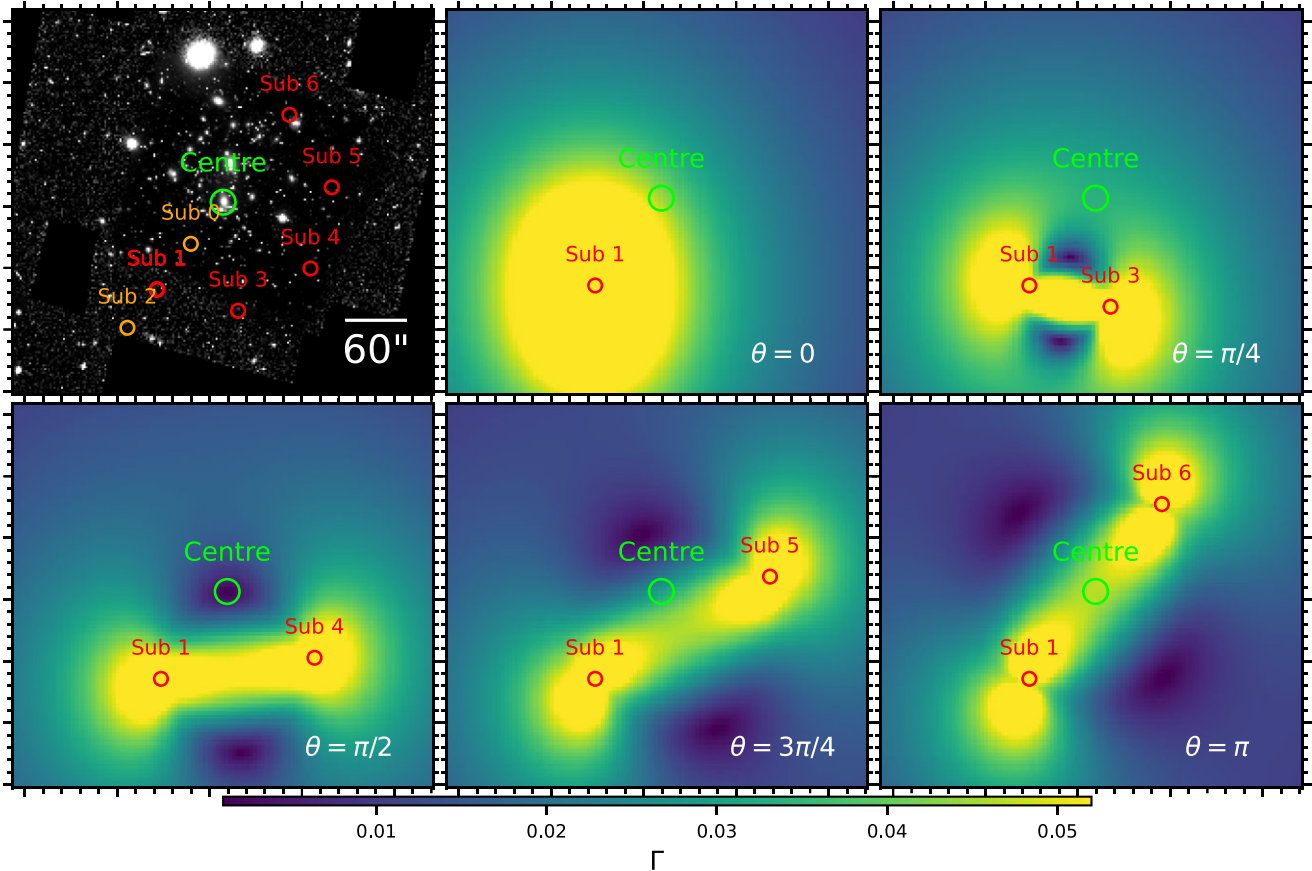 Sub 6
Sub 5
Centre
Sub 0
Sub 4
Sub 1
Sub 3
Sub 2
60"
Centre
Sub 1
θ = 0
Centre
Sub 1
Sub 3
θ = π/4
Centre
Sub 4
Sub 1
θ = π/2
Centre
Sub 5
Sub 1
θ = 3π/4
Sub 6
Centre
Sub 1
θ = π
0.01 0.02 0.03 0.04 0.05
Γ